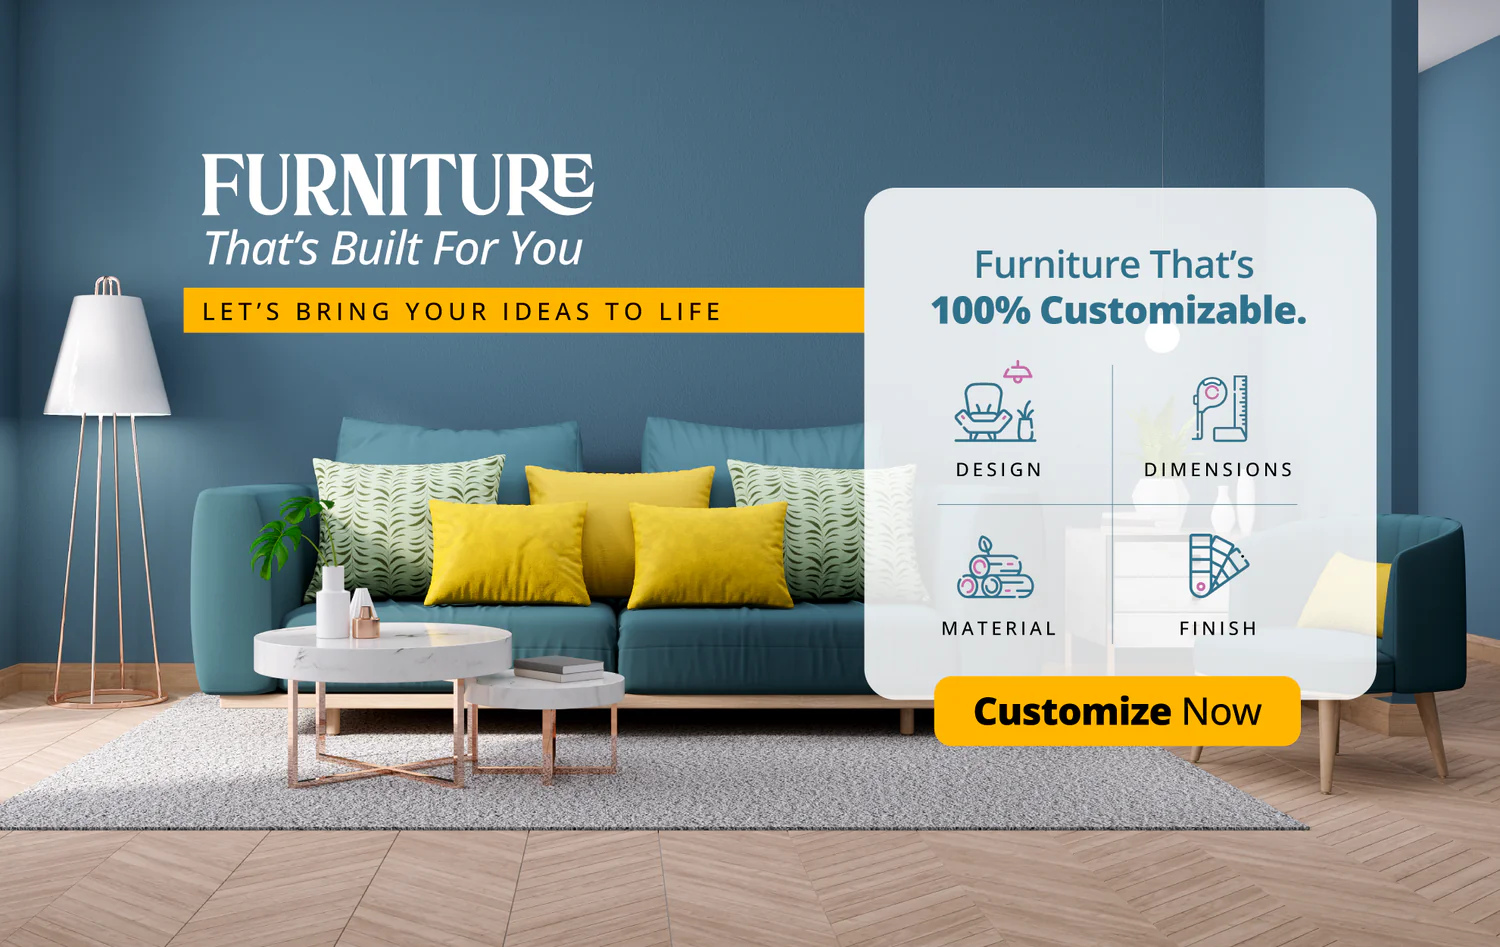 FURNITURE
That's Built For You
LET'S BRING YOUR IDEAS TO LIFE
Furniture That's
100% Customizable.
DESIGN
DIMENSIONS
MATERIAL
FINISH
Customize Now